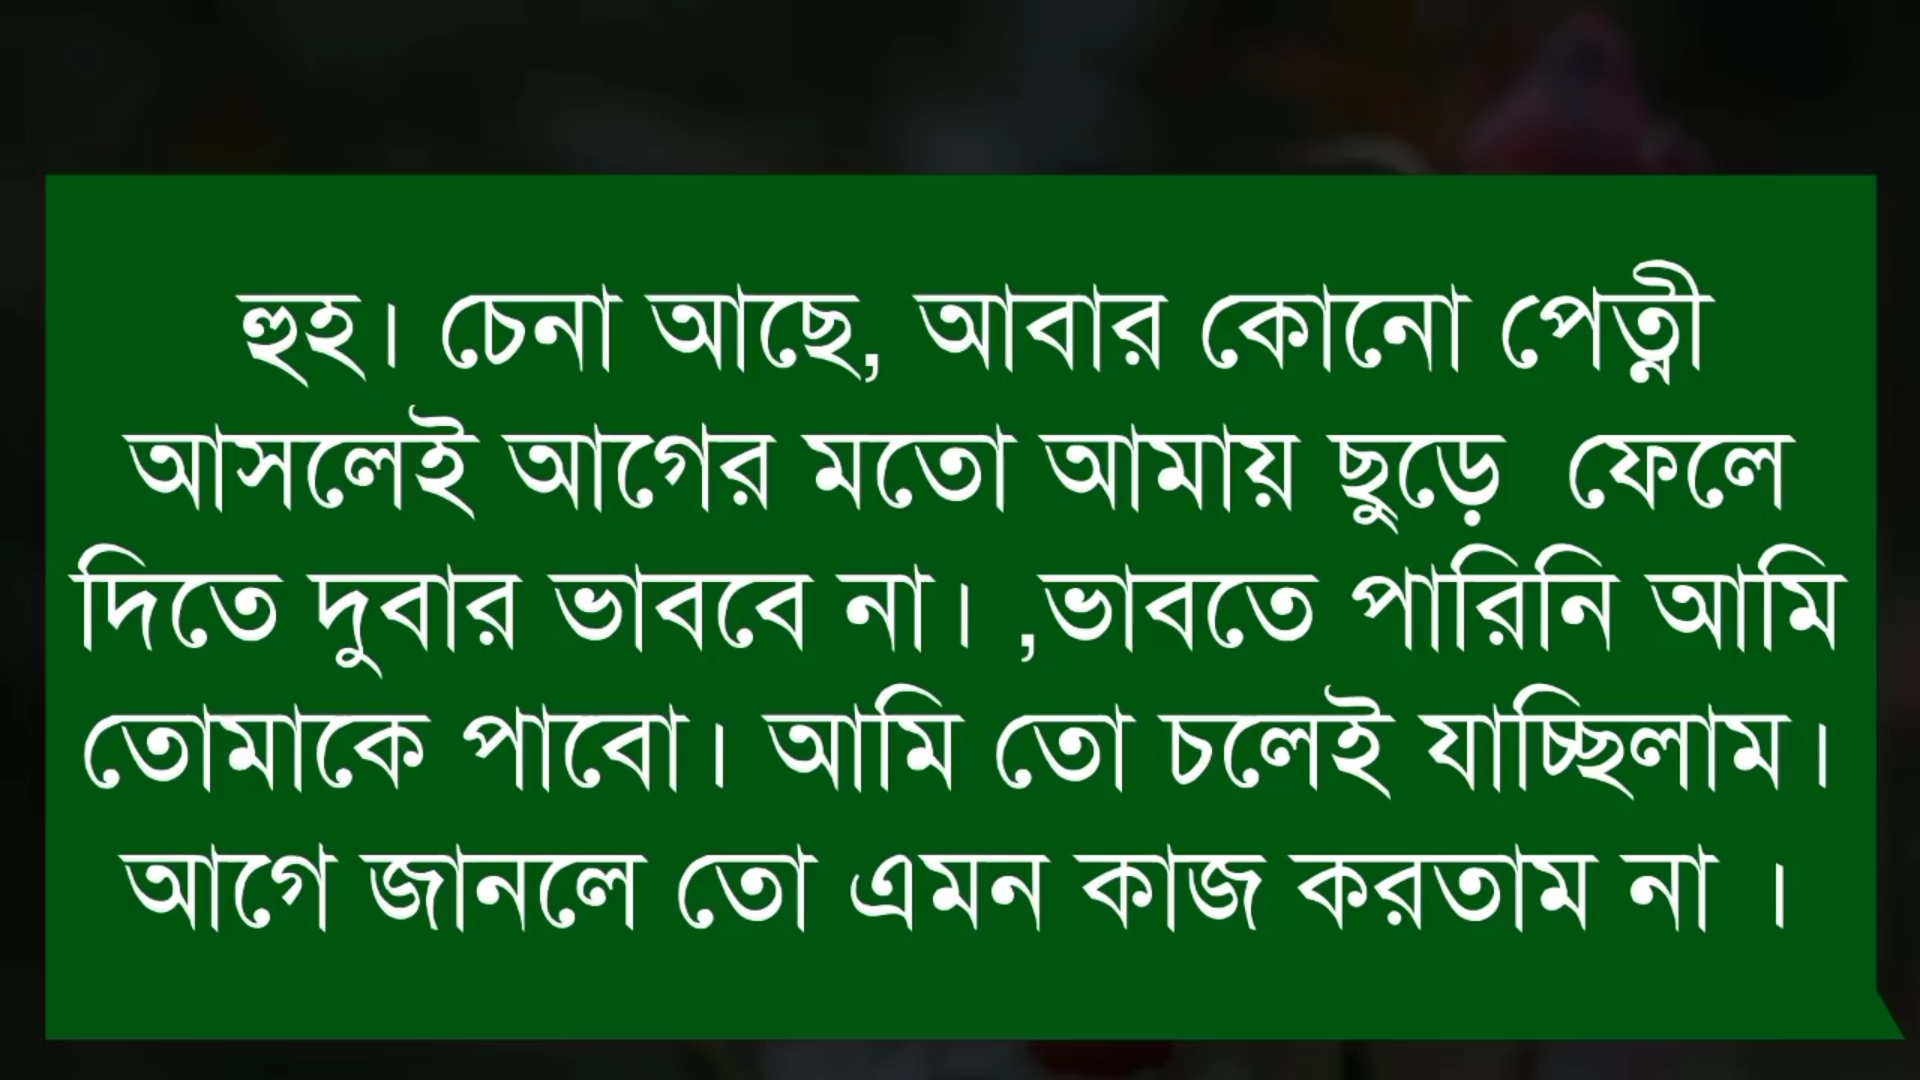 হুহ। চেনা আছে, আবার কোনো পেত্নী
আসলেই আগের মতো আমায় ছুড়ে ফেলে
দিতে দুবার ভাববে না। ,ভাবতে পারিনি আমি
তোমাকে পাবো। আমি তো চলেই যাচ্ছিলাম।
আগে জানলে তো এমন কাজ করতাম না ।